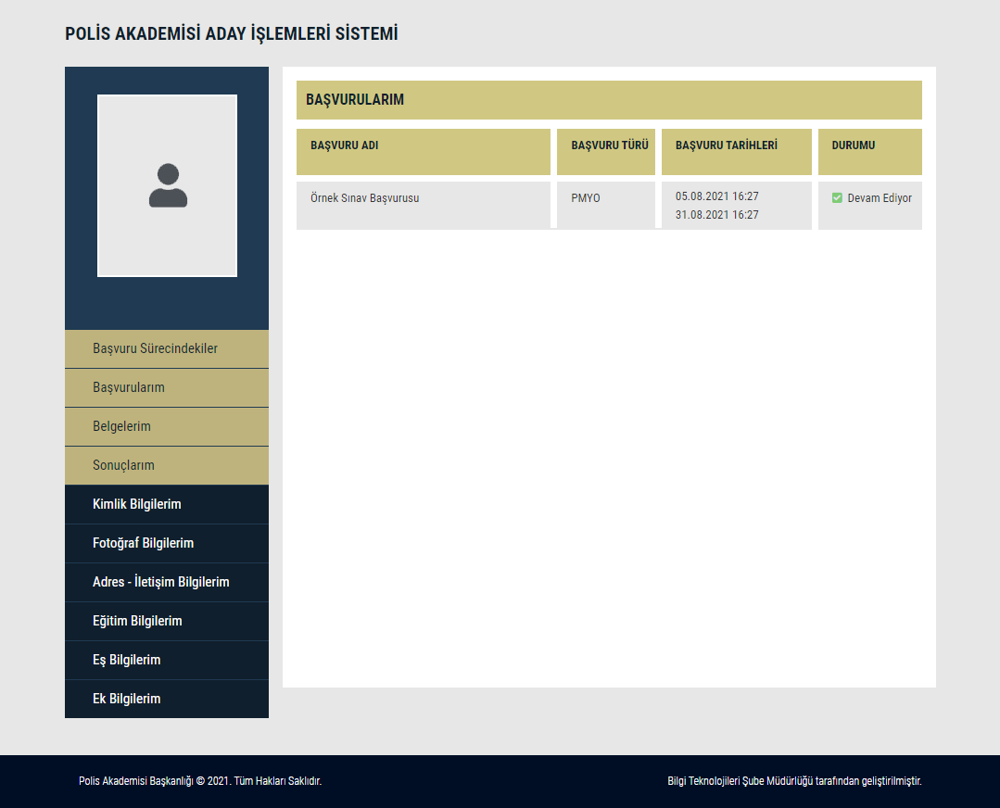 POLİS AKADEMİSİ ADAY İŞLEMLERİ SİSTEMİ
Başvuru Sürecindekiler
Başvurularım
Belgelerim
Sonuçlarım
Kimlik Bilgilerim
Fotoğraf Bilgilerim
Adres - İletişim Bilgilerim
Eğitim Bilgilerim
Eş Bilgilerim
Ek Bilgilerim
BAŞVURULARIM
BAŞVURU ADI BAŞVURU TÜRÜ BAŞVURU TARİHLERİ DURUMU
Örnek Sınav Başvurusu PMYO 05.08.2021 16:27 Devam Ediyor
31.08.2021 16:27
Polis Akademisi Başkanlığı © 2021. Tüm Hakları Saklıdır. Bilgi Teknolojileri Şube Müdürlüğü tarafından geliştirilmiştir.